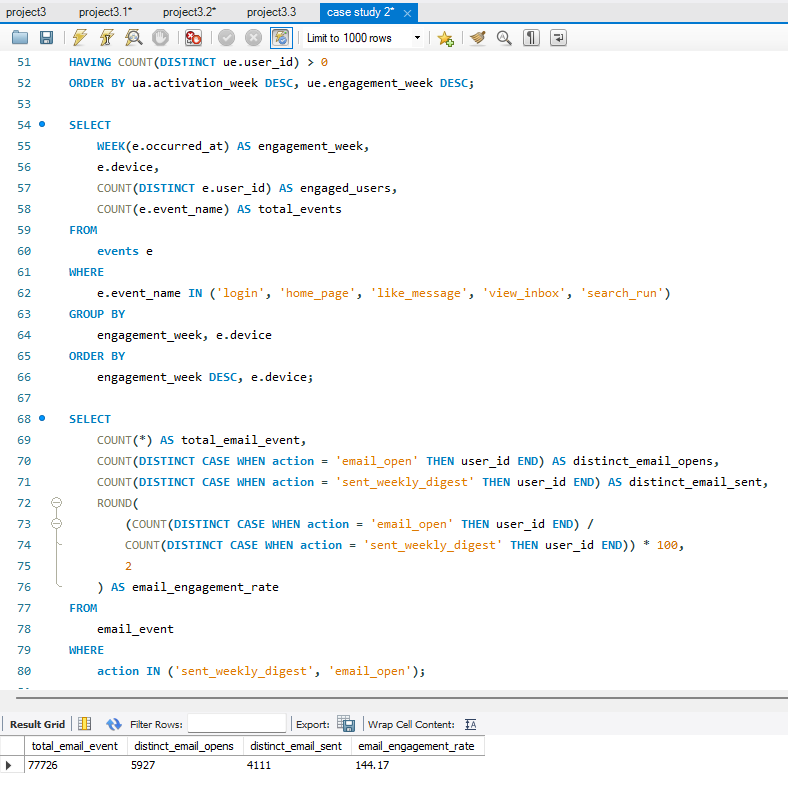 project3 project3.1* project3.2* project3.3 case study 2*
Limit to 1000 rows
51 HAVING COUNT(DISTINCT ue.user_id) > 0
52 ORDER BY ua.activation_week DESC, ue.engagement_week DESC;
53
54 SELECT
55 WEEK(e.occurred_at) AS engagement_week,
56 e.device,
57 COUNT(DISTINCT e.user_id) AS engaged_users,
58 COUNT(e.event_name) AS total_events
59 FROM
60 events e
61 WHERE
62 e.event_name IN ('login', 'home_page', 'like_message', 'view_inbox', 'search_run')
63 GROUP BY
64 engagement_week, e.device
65 ORDER BY
66 engagement_week DESC, e.device;
67
68 SELECT
69 COUNT(*) AS total_email_event,
70 COUNT(DISTINCT CASE WHEN action = 'email_open' THEN user_id END) AS distinct_email_opens,
71 COUNT(DISTINCT CASE WHEN action = 'sent_weekly_digest' THEN user_id END) AS distinct_email_sent,
72 ROUND(
73 (COUNT(DISTINCT CASE WHEN action = 'email_open' THEN user_id END) /
74 COUNT(DISTINCT CASE WHEN action = 'sent_weekly_digest' THEN user_id END)) * 100,
75 2
76 ) AS email_engagement_rate
77 FROM
78 email_event
79 WHERE
80 action IN ('sent_weekly_digest', 'email_open');
Result Grid Filter Rows: Export: Wrap Cell Content:
total_email_event distinct_email_opens distinct_email_sent email_engagement_rate
77726 5927 4111 144.17